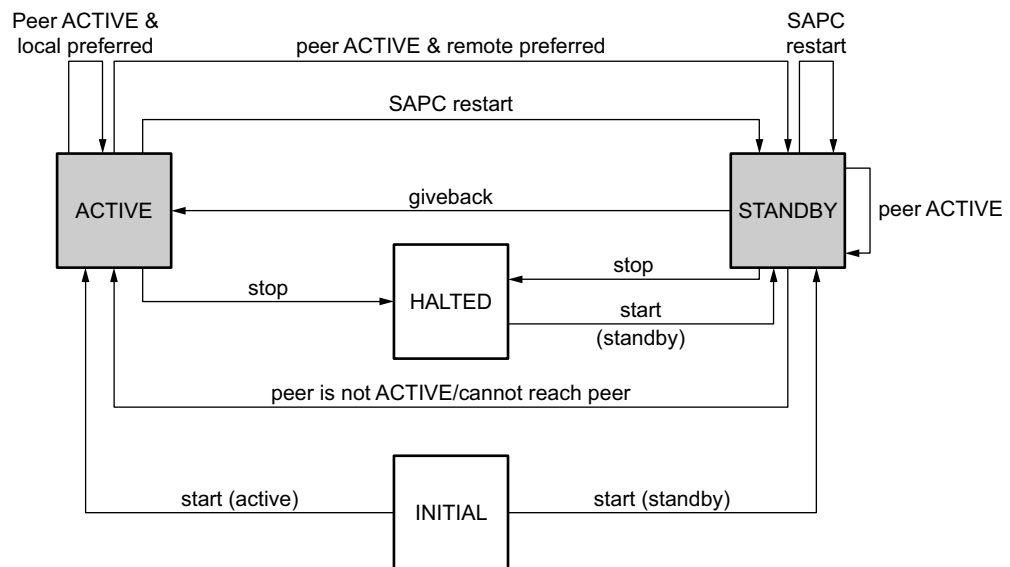 Peer ACTIVE &
local preferred
peer ACTIVE & remote preferred
SAPC
restart
SAPC restart
ACTIVE
giveback
STANDBY
peer ACTIVE
stop
HALTED
stop
start
(standby)
peer is not ACTIVE/cannot reach peer
start (active)
INITIAL
start (standby)